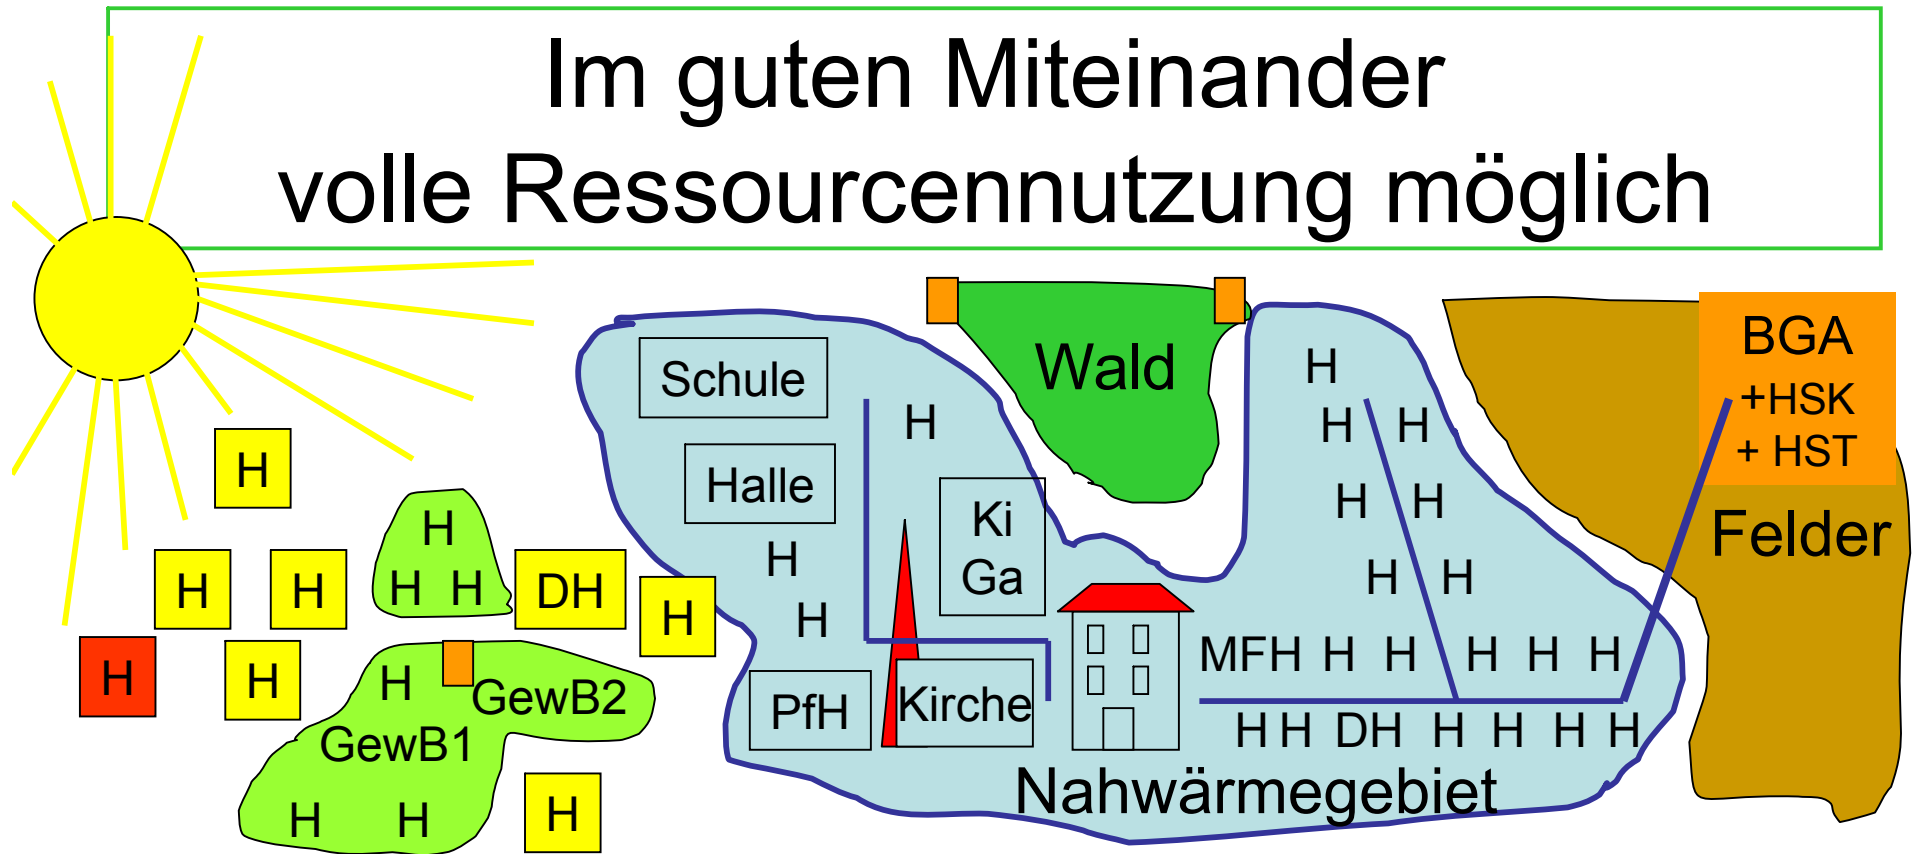 Im guten Miteinander
volle Ressourcennutzung möglich
BGA
+HSK
+ HST
Felder
Wald
Schule
H
H
H H
Halle
H H
Ki
Ga
H
H
H H
H
MFH H H H H H
PfH
Kirche
H H DH H H H H
Nahwärmegebiet
H
H
H H
H H
DH
H
H
H
H
GewB2
GewB1
H H
H